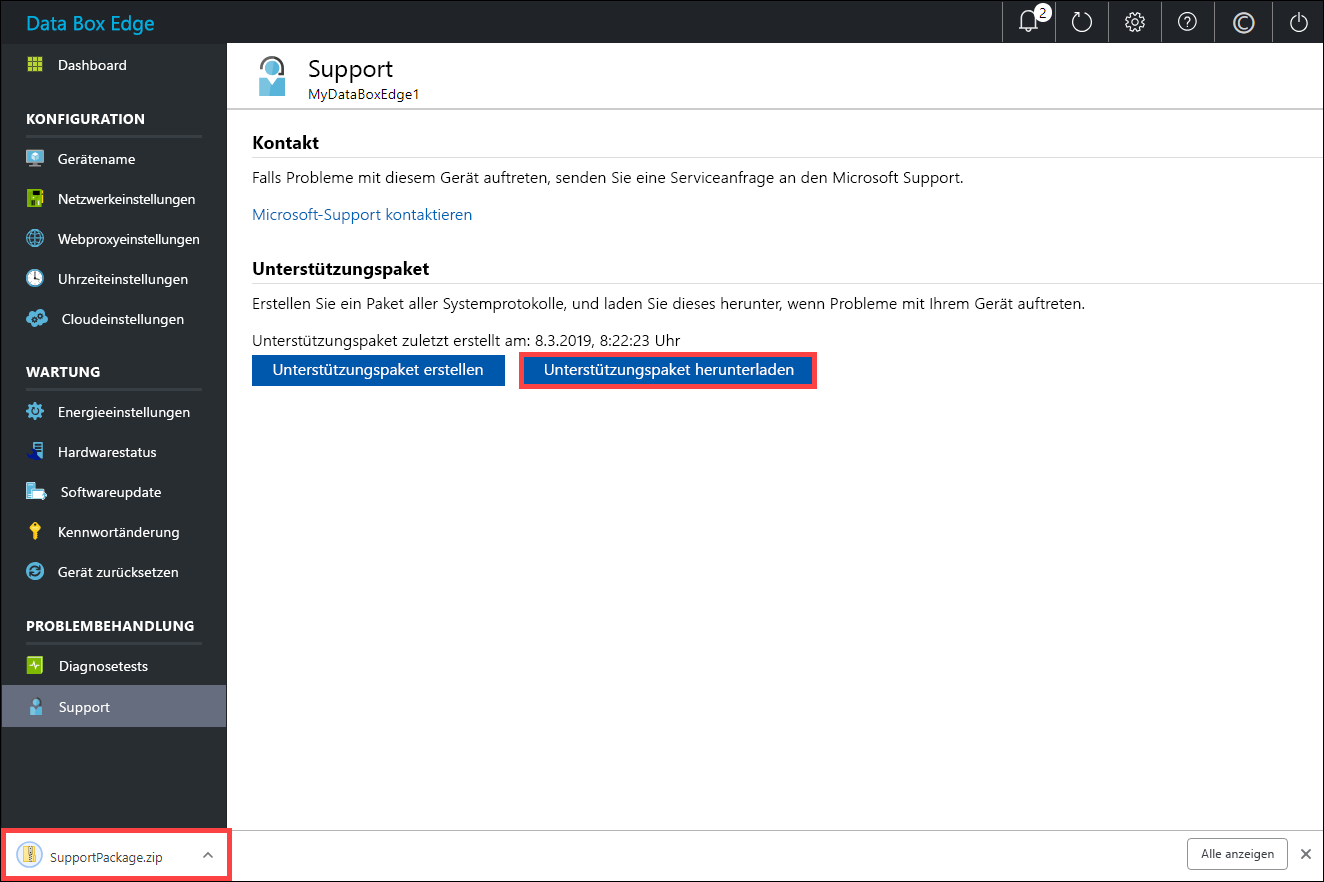 Data Box Edge
2
Dashboard
KONFIGURATION
Gerätename
Netzwerkeinstellungen
Webproxyeinstellungen
Uhrzeiteinstellungen
Cloudeinstellungen
WARTUNG
Energieeinstellungen
Hardwarestatus
Softwareupdate
Kennwortänderung
Gerät zurücksetzen
PROBLEMBEHANDLUNG
Diagnosetests
Support
Support
MyDataBoxEdge1
Kontakt
Falls Probleme mit diesem Gerät auftreten, senden Sie eine Serviceanfrage an den Microsoft Support.
Microsoft-Support kontaktieren
Unterstützungspaket
Erstellen Sie ein Paket aller Systemprotokolle, und laden Sie dieses herunter, wenn Probleme mit Ihrem Gerät auftreten.
Unterstützungspaket zuletzt erstellt am: 8.3.2019, 8:22:23 Uhr
Unterstützungspaket erstellen
Unterstützungspaket herunterladen
SupportPackage.zip
Alle anzeigen